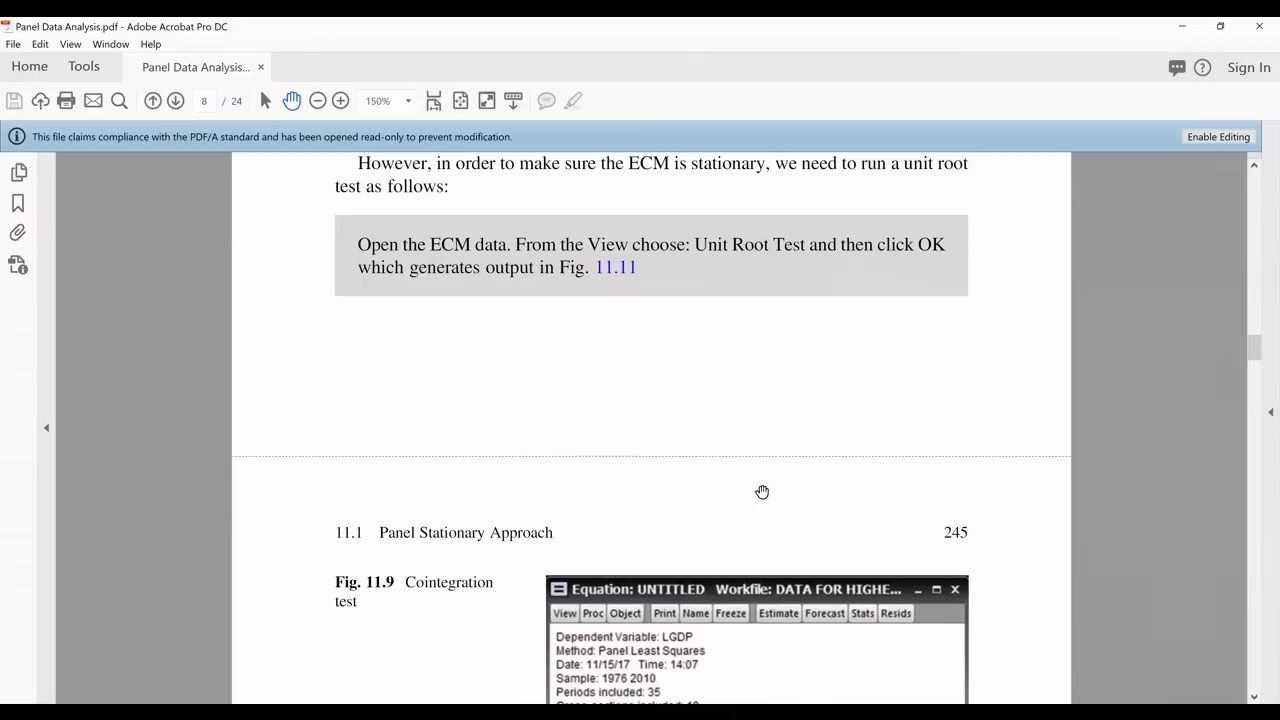 Panel Data Analysis.pdf - Adobe Acrobat Pro DC
File Edit View Window Help
Home Tools Panel Data Analysis... × Sign In
8 / 24 150%
This file claims compliance with the PDF/A standard and has been opened read-only to prevent modification. Enable Editing
However, in order to make sure the ECM is stationary, we need to run a unit root
test as follows:
Open the ECM data. From the View choose: Unit Root Test and then click OK
which generates output in Fig. 11.11
11.1 Panel Stationary Approach 245
Fig. 11.9 Cointegration
test
Equation: UNTITLED Workfile: DATA FOR HIGHE...
View Proc Object Print Name Freeze Estimate Forecast Stats Resids
Dependent Variable: LGDP
Method: Panel Least Squares
Date: 11/15/17 Time: 14:07
Sample: 1976 2010
Periods included: 35